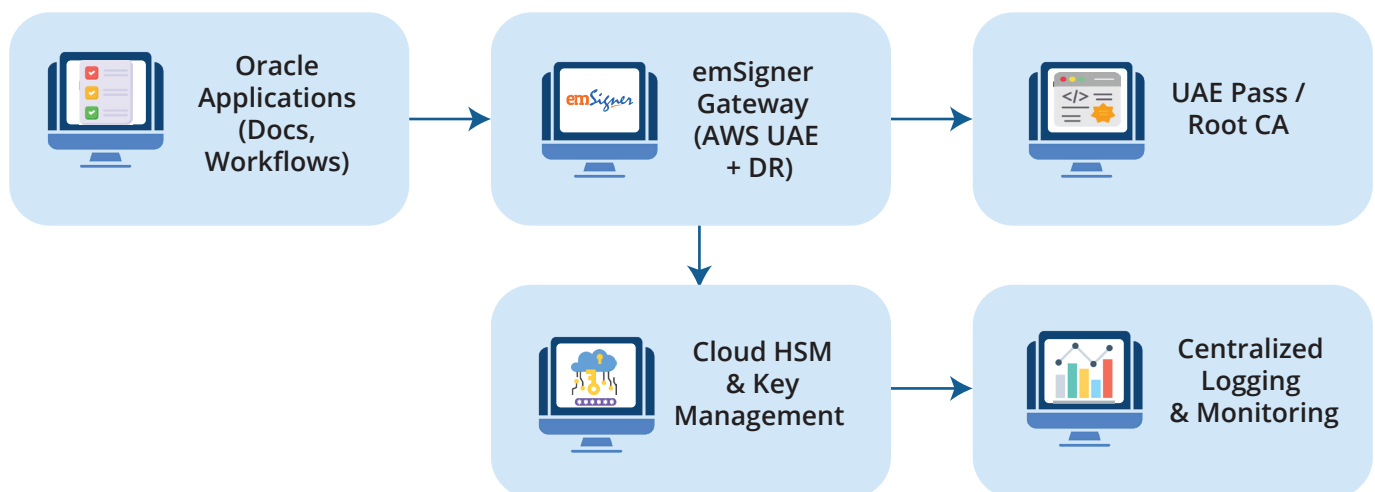 Oracle
Applications
(Docs,
Workflows)
emSigner
emSigner
Gateway
(AWS UAE
+ DR)
</>
UAE Pass /
Root CA
Cloud HSM
& Key
Management
Centralized
Logging
& Monitoring